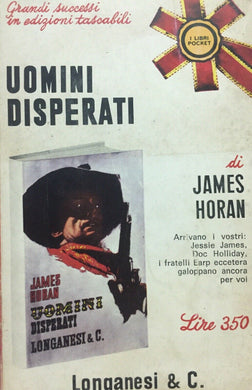 Grandi successi
in edizioni tascabili
I LIBRI
POCKET
UOMINI
DISPERATI
di
JAMES
HORAN
Arrivano i vostri:
Jessie James,
Doc Holliday,
i fratelli Earp eccetera
galoppano ancora
per voi
JAMES
HORAN
UOMINI
DISPERATI
LONGANESI & C.
Lire 350
Longanesi & C.